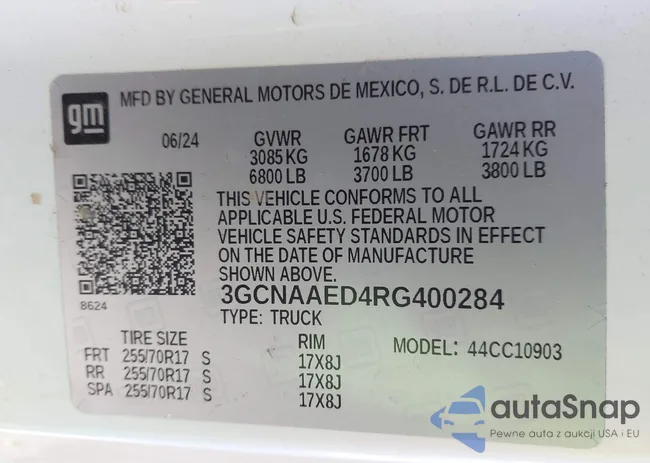 gm
MFD BY GENERAL MOTORS DE MEXICO, S. DE R.L. DE C.V.
06/24 GVWR GAWR FRT GAWR RR
3085 KG 1678 KG 1724 KG
6800 LB 3700 LB 3800 LB
THIS VEHICLE CONFORMS TO ALL
APPLICABLE U.S. FEDERAL MOTOR
VEHICLE SAFETY STANDARDS IN EFFECT
ON THE DATE OF MANUFACTURE
SHOWN ABOVE.
8624
3GCNAAED4RG400284
TYPE: TRUCK
TIRE SIZE RIM MODEL: 44CC10903
FRT 255/70R17 S 17X8J
RR 255/70R17 S 17X8J
SPA 255/70R17 S 17X8J
autaSnap
Pewne auta z aukcji USA i EU